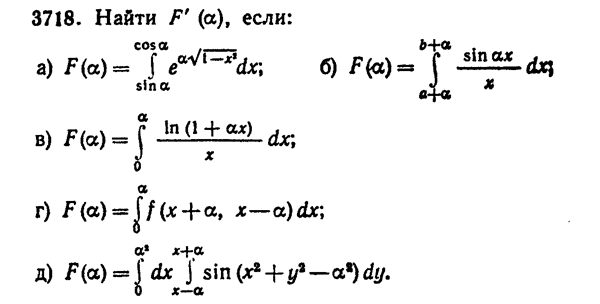 3718. Найти F′ (α), если:
а) F(α) = ∫_{sin α}^{cos α} e^{α√(1−x²)} dx; б) F(α) = ∫_{a+α}^{b+α} (sin αx)/x dx;
в) F(α) = ∫_0^α (ln (1 + αx))/x dx;
г) F(α) = ∫_0^α f (x + α, x − α) dx;
д) F(α) = ∫_0^{α²} dx ∫_{x−α}^{x+α} sin (x² + y² − α²) dy.